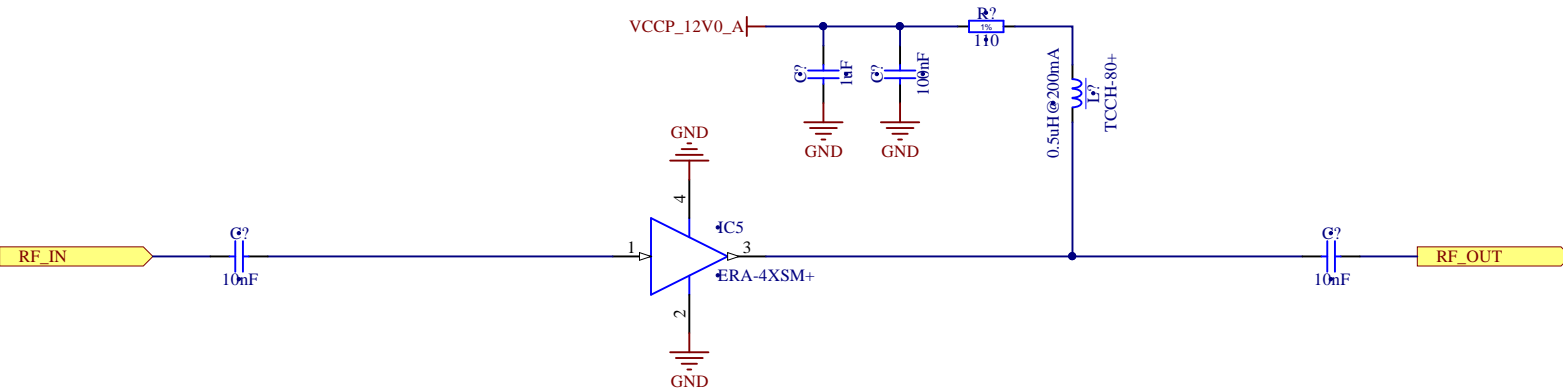 R?
VCCP_12V0_A
1%
110
C?
1uF
C?
100nF
0.5uH@200mA
L?
TCCH-80+
GND
GND
GND
4
IC5
C?
1
3
C?
RF_IN
RF_OUT
10nF
ERA-4XSM+
10nF
2
GND